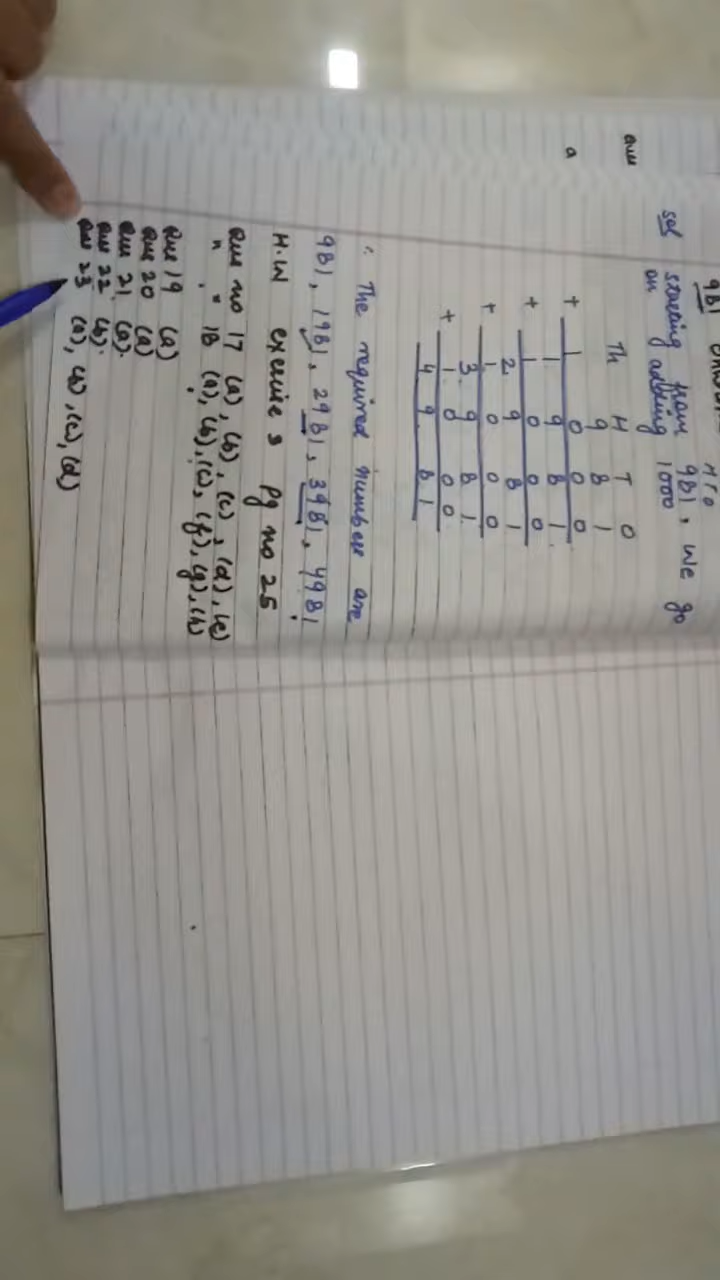 981
H T O
sol starting from 981, we go
on adding 1000
Th H T O
9 8 1
+ 1 0 0 0
1 9 8 1
+ 1 0 0 0
2 9 8 1
+ 1 0 0 0
3 9 8 1
+ 1 0 0 0
4 9 8 1
∴ The required numbers are
981, 1981, 2981, 3981, 4981
H.W exercise Pg no 25
Que no 17 (a), (b), (c), (d), (e)
" " 18 (a), (b), (c), (f), (g), (h)
Que 19 (a)
Que 20 (a)
Que 21 (a).
Que 22 (b).
Que 23 (a), (b), (c), (d)
Que
a